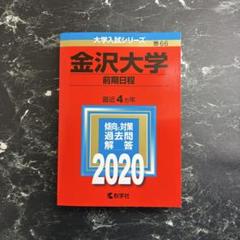 大学入試シリーズ
66
金沢大学
前期日程
最近4カ年
傾向と対策
過去問
解答
2020
教学社